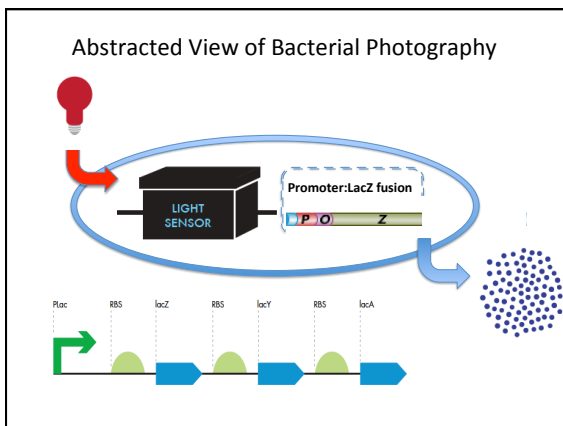 Abstracted View of Bacterial Photography
LIGHT
SENSOR
Promoter:LacZ fusion
P O Z
PLac RBS lacZ RBS lacY RBS lacA